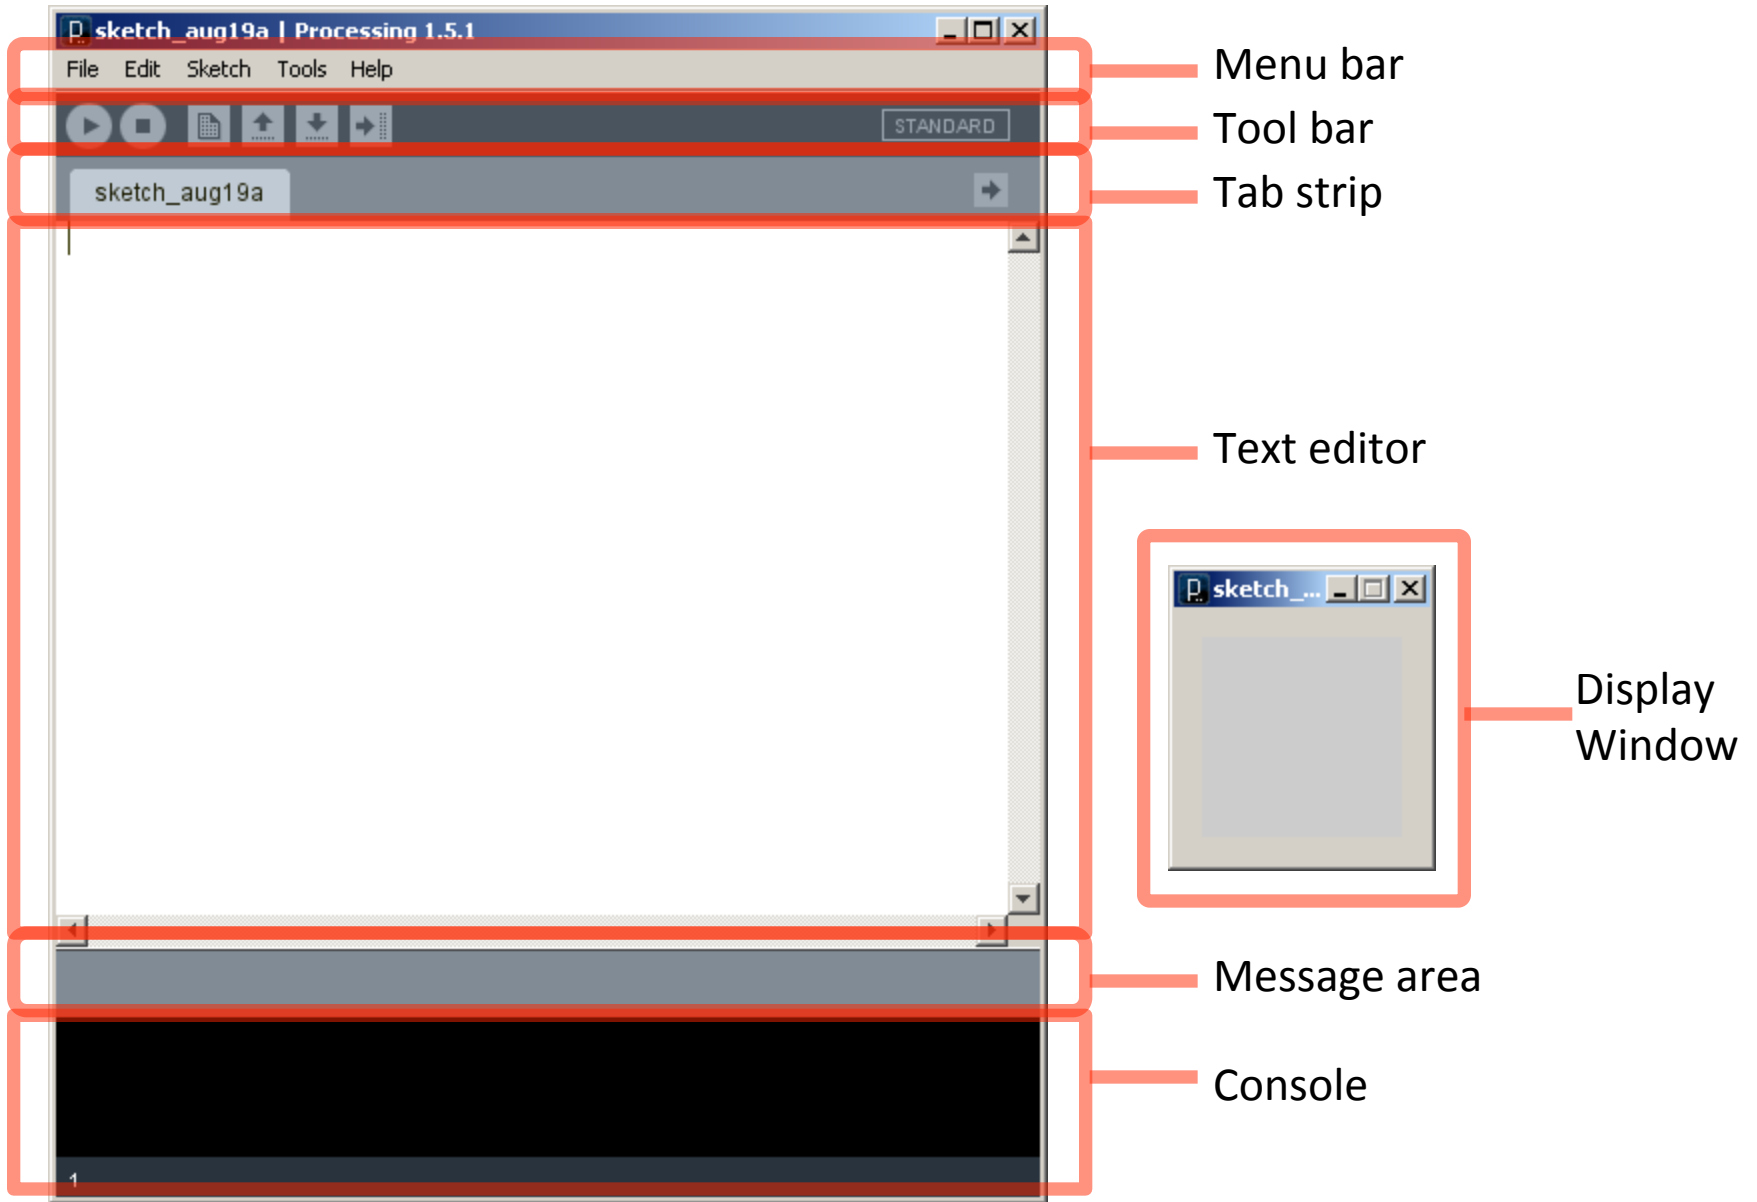 sketch_aug19a | Processing 1.5.1
File Edit Sketch Tools Help
Menu bar
STANDARD
Tool bar
sketch_aug19a
Tab strip
Text editor
sketch_...
Display
Window
Message area
Console
1